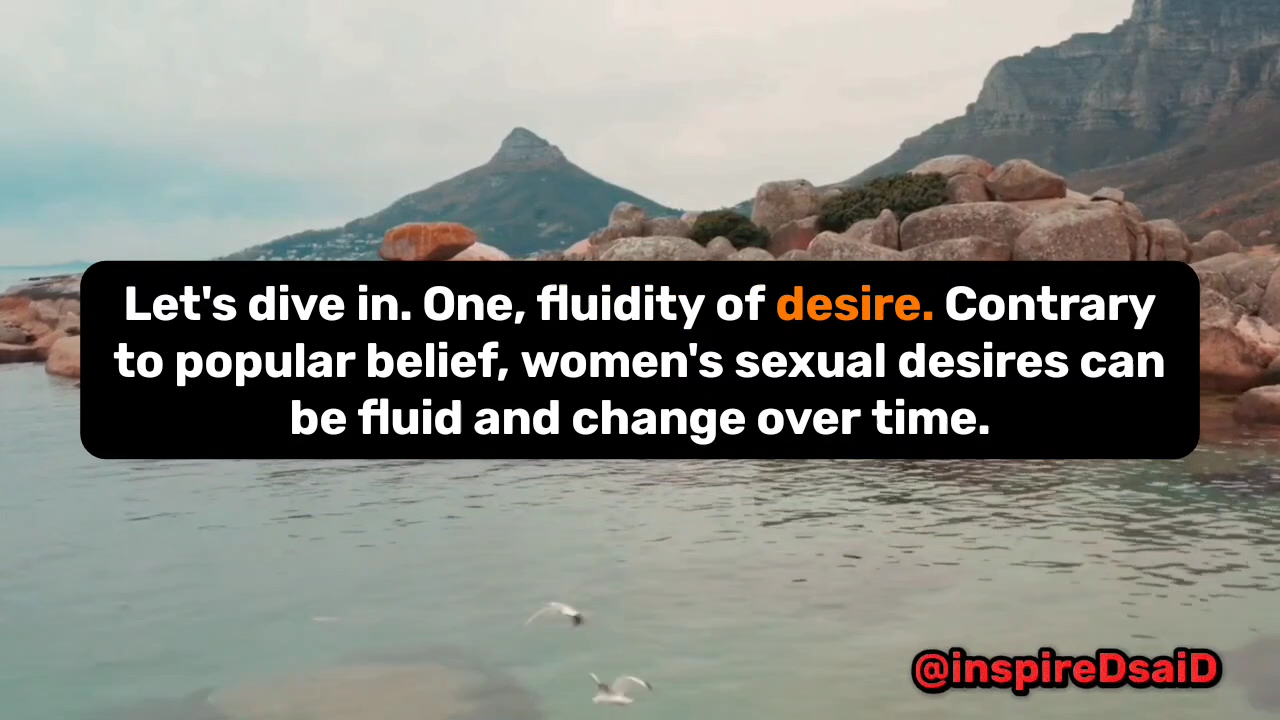 Let's dive in. One, fluidity of desire. Contrary
to popular belief, women's sexual desires can
be fluid and change over time.
@inspireDsaiD